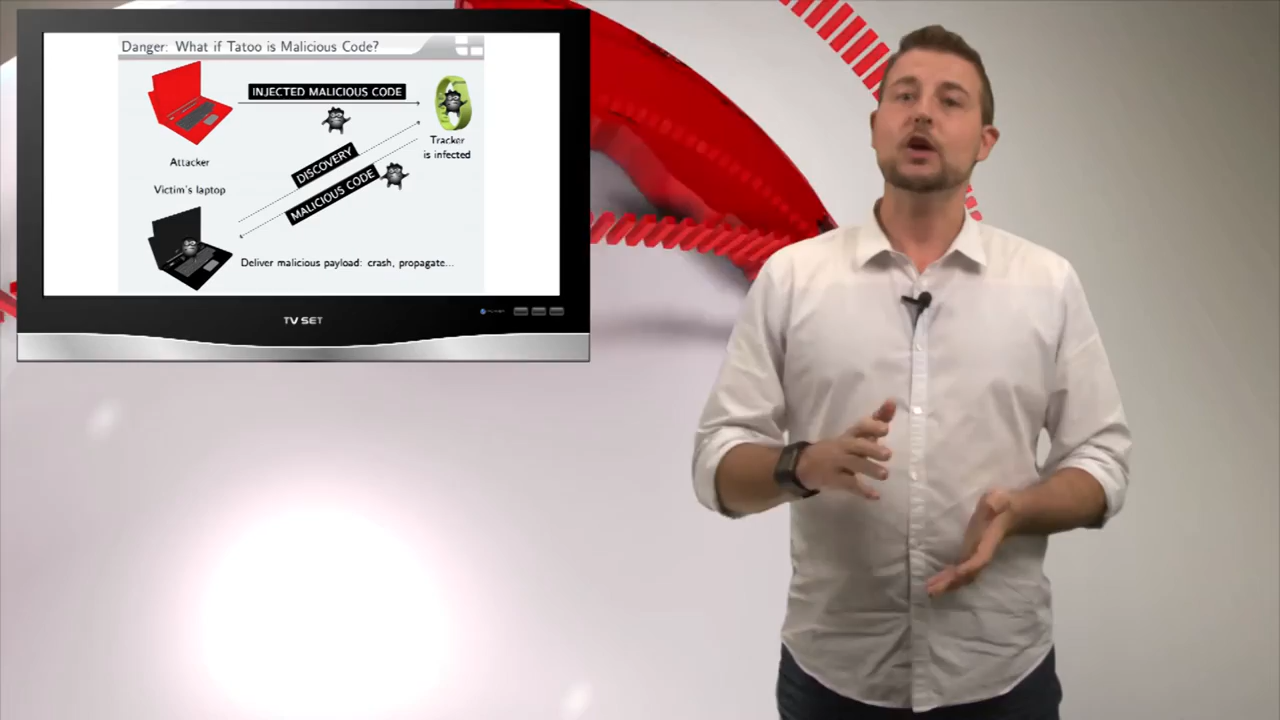 Danger: What if Tatoo is Malicious Code?
INJECTED MALICIOUS CODE
Tracker
is infected
Attacker
DISCOVERY
Victim's laptop
MALICIOUS CODE
Deliver malicious payload: crash, propagate...
TV SET